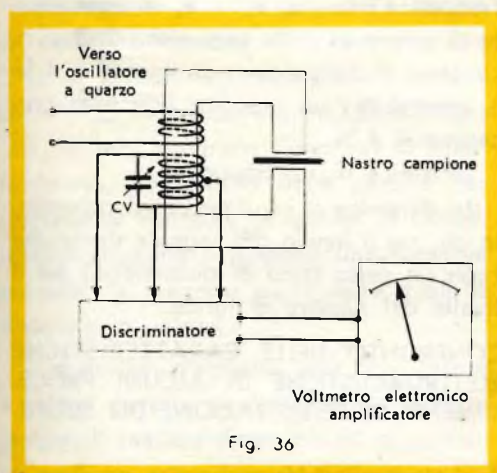 Verso
l'oscillatore
a quarzo
Nastro campione
CV
Discriminatore
Voltmetro elettronico
amplificatore
Fig. 36